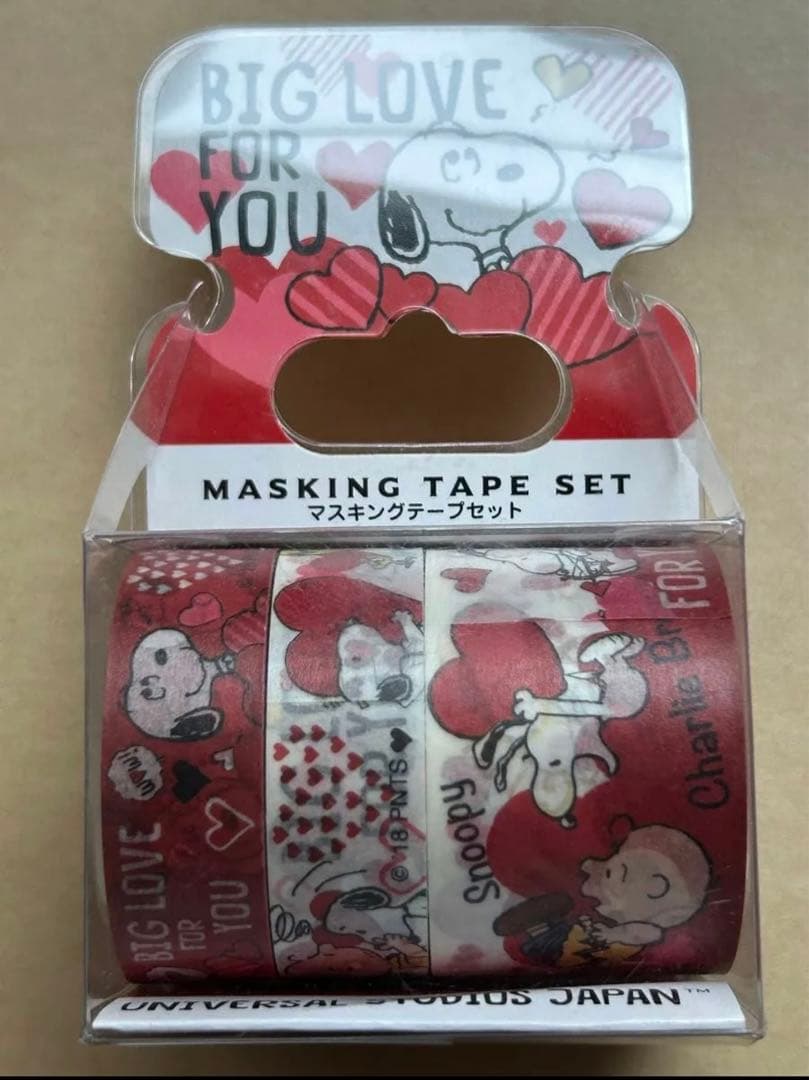 BIG LOVE
FOR
YOU
MASKING TAPE SET
マスキングテープセット
FOR
Charlie Br
Snoopy
© '18 PNTS
BIG LOVE
FOR
YOU
UNIVERSAL STUDIOS JAPAN™